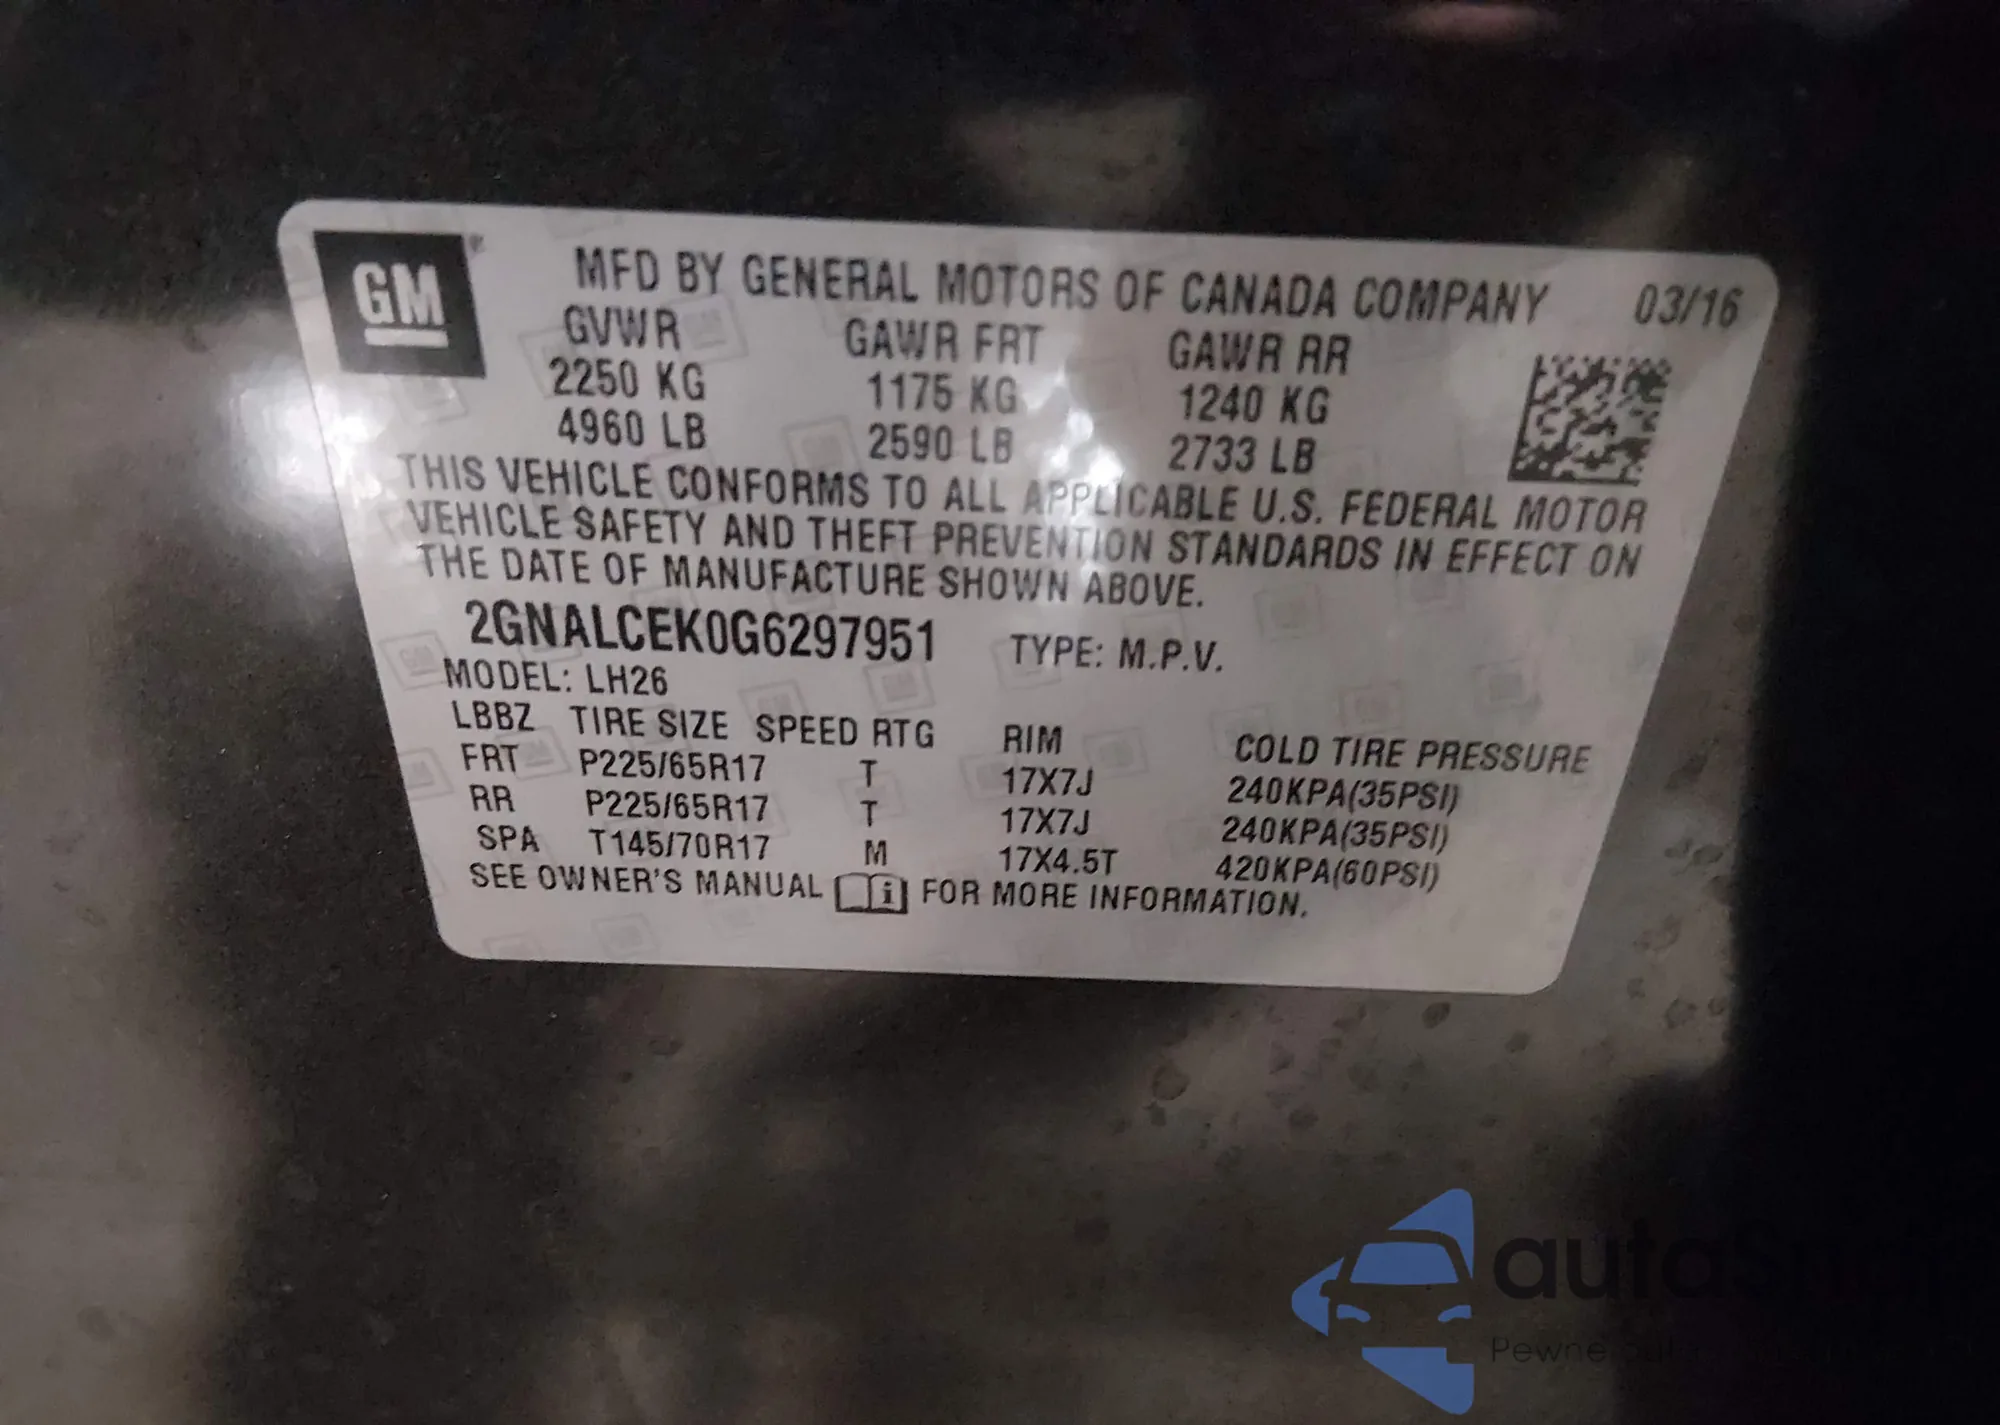 GM
MFD BY GENERAL MOTORS OF CANADA COMPANY 03/16
GVWR GAWR FRT GAWR RR
2250 KG 1175 KG 1240 KG
4960 LB 2590 LB 2733 LB
THIS VEHICLE CONFORMS TO ALL APPLICABLE U.S. FEDERAL MOTOR
VEHICLE SAFETY AND THEFT PREVENTION STANDARDS IN EFFECT ON
THE DATE OF MANUFACTURE SHOWN ABOVE.
2GNALCEK0G6297951 TYPE: M.P.V.
MODEL: LH26
LBBZ TIRE SIZE SPEED RTG RIM COLD TIRE PRESSURE
FRT P225/65R17 T 17X7J 240KPA(35PSI)
RR P225/65R17 T 17X7J 240KPA(35PSI)
SPA T145/70R17 M 17X4.5T 420KPA(60PSI)
SEE OWNER'S MANUAL i FOR MORE INFORMATION.
Pewne